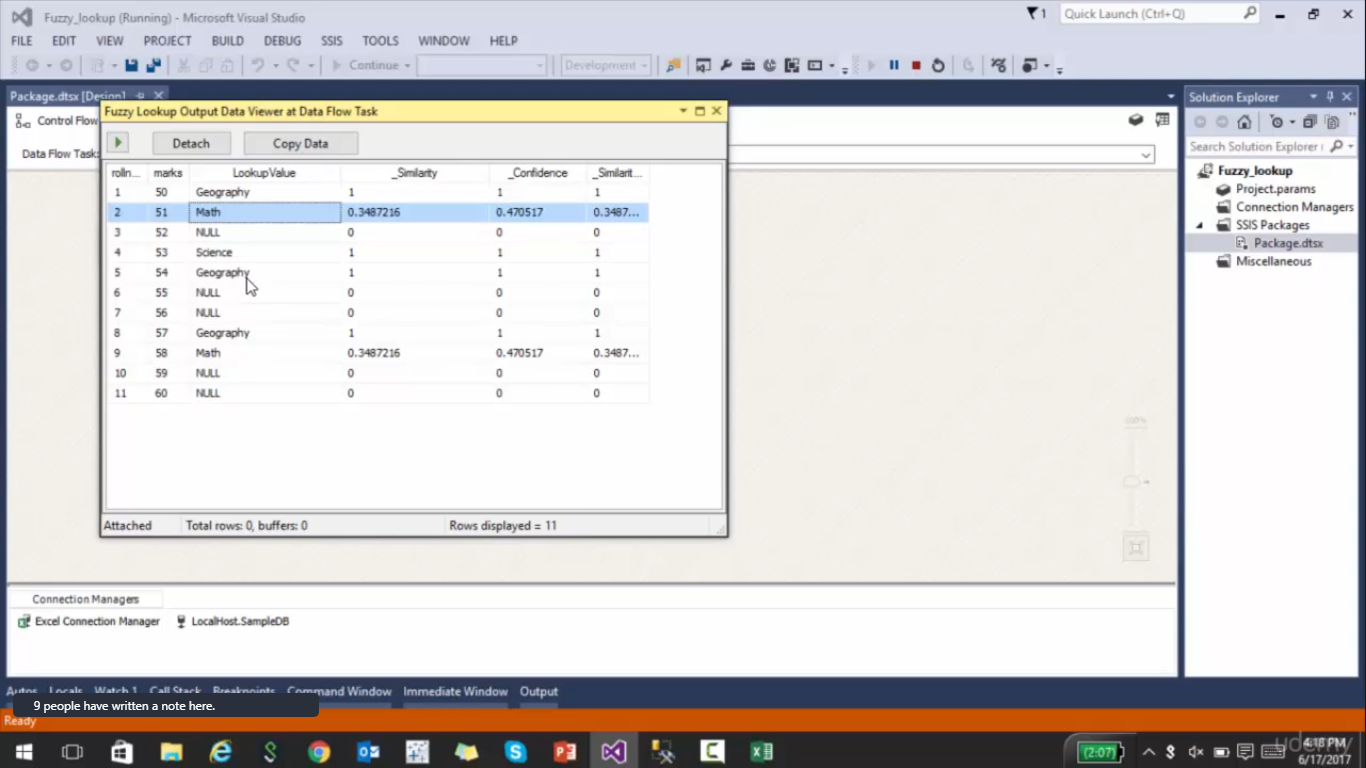 Fuzzy_lookup (Running) - Microsoft Visual Studio
1
Quick Launch (Ctrl+Q)
FILE EDIT VIEW PROJECT BUILD DEBUG SSIS TOOLS WINDOW HELP
Continue
Development
Package.dtsx [Design]
Control Flow
Data Flow Task:
Fuzzy Lookup Output Data Viewer at Data Flow Task
Detach Copy Data
rolln... marks LookupValue _Similarity _Confidence _Similarit...
1 50 Geography 1 1 1
2 51 Math 0.3487216 0.470517 0.3487...
3 52 NULL 0 0 0
4 53 Science 1 1 1
5 54 Geography 1 1 1
6 55 NULL 0 0 0
7 56 NULL 0 0 0
8 57 Geography 1 1 1
9 58 Math 0.3487216 0.470517 0.3487...
10 59 NULL 0 0 0
11 60 NULL 0 0 0
Attached Total rows: 0, buffers: 0 Rows displayed = 11
100%
Solution Explorer
Search Solution Explorer (
Fuzzy_lookup
Project.params
Connection Managers
SSIS Packages
Package.dtsx
Miscellaneous
Connection Managers
Excel Connection Manager LocalHost.SampleDB
Autos Locals Watch 1 Call Stack Breakpoints Command Window Immediate Window Output
9 people have written a note here.
Ready
(2:07)
4:18 PM
6/17/2017
udemy